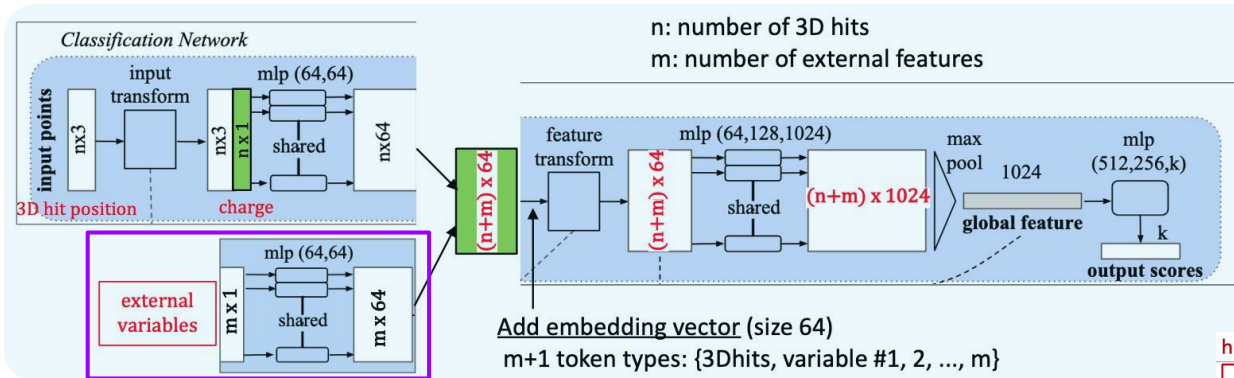 Classification Network
n: number of 3D hits
m: number of external features
input points
nx3
input
transform
nx3
n x 1
mlp (64,64)
shared
nx64
3D hit position
charge
external
variables
m x 1
mlp (64,64)
shared
m x 64
(n+m) x 64
feature
transform
(n+m) x 64
mlp (64,128,1024)
shared
(n+m) x 1024
max
pool
1024
global feature
mlp
(512,256,k)
k
output scores
Add embedding vector (size 64)
m+1 token types: {3Dhits, variable #1, 2, ..., m}
h